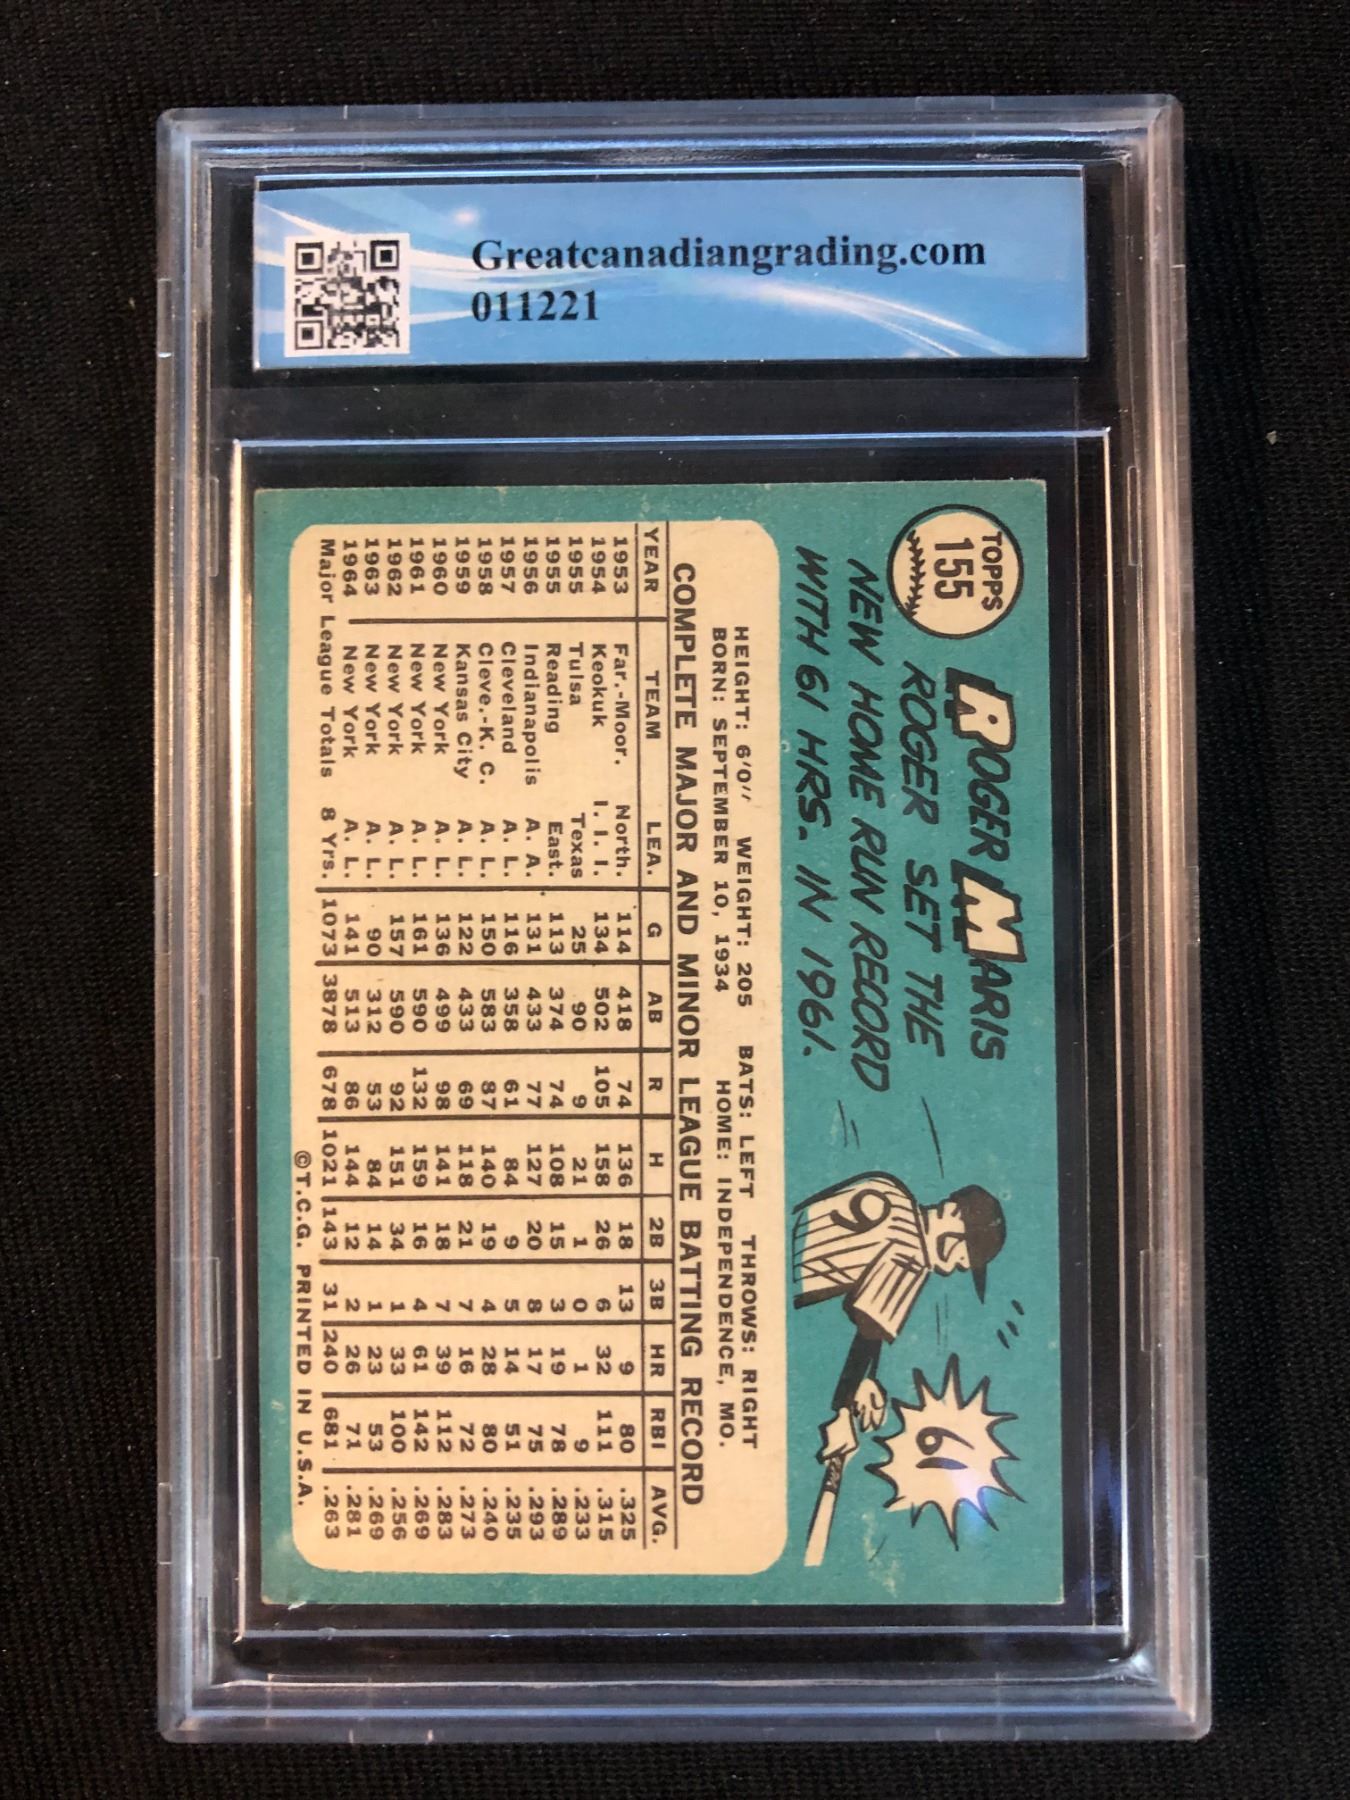 Greatcanadiangrading.com
011221
TOPPS
155
ROGER MARIS
ROGER SET THE
NEW HOME RUN RECORD
WITH 61 HRS. IN 1961.
9
61
HEIGHT: 6'0" WEIGHT: 205 BATS: LEFT THROWS: RIGHT
BORN: SEPTEMBER 10, 1934 HOME: INDEPENDENCE, MO.
COMPLETE MAJOR AND MINOR LEAGUE BATTING RECORD
YEAR TEAM LEA. G AB R H 2B 3B HR RBI AVG.
1953 Far.-Moor. North. 114 418 74 136 18 13 9 80 .325
1954 Keokuk I. I. I. 134 502 105 158 26 6 32 111 .315
1955 Tulsa Texas 25 90 9 21 1 0 1 9 .233
1955 Reading East. 113 374 74 108 15 3 19 78 .289
1956 Indianapolis A. A. 131 433 77 127 20 8 17 75 .293
1957 Cleveland A. L. 116 358 61 84 9 5 14 51 .235
1958 Cleve.-K. C. A. L. 150 583 87 140 19 4 28 80 .240
1959 Kansas City A. L. 122 433 69 118 21 7 16 72 .273
1960 New York A. L. 136 499 98 141 18 7 39 112 .283
1961 New York A. L. 161 590 132 159 16 4 61 142 .269
1962 New York A. L. 157 590 92 151 34 1 33 100 .256
1963 New York A. L. 90 312 53 84 14 1 23 53 .269
1964 New York A. L. 141 513 86 144 12 2 26 71 .281
Major League Totals 8 Yrs. 1073 3878 678 1021 143 31 240 681 .263
©T.C.G. PRINTED IN U.S.A.